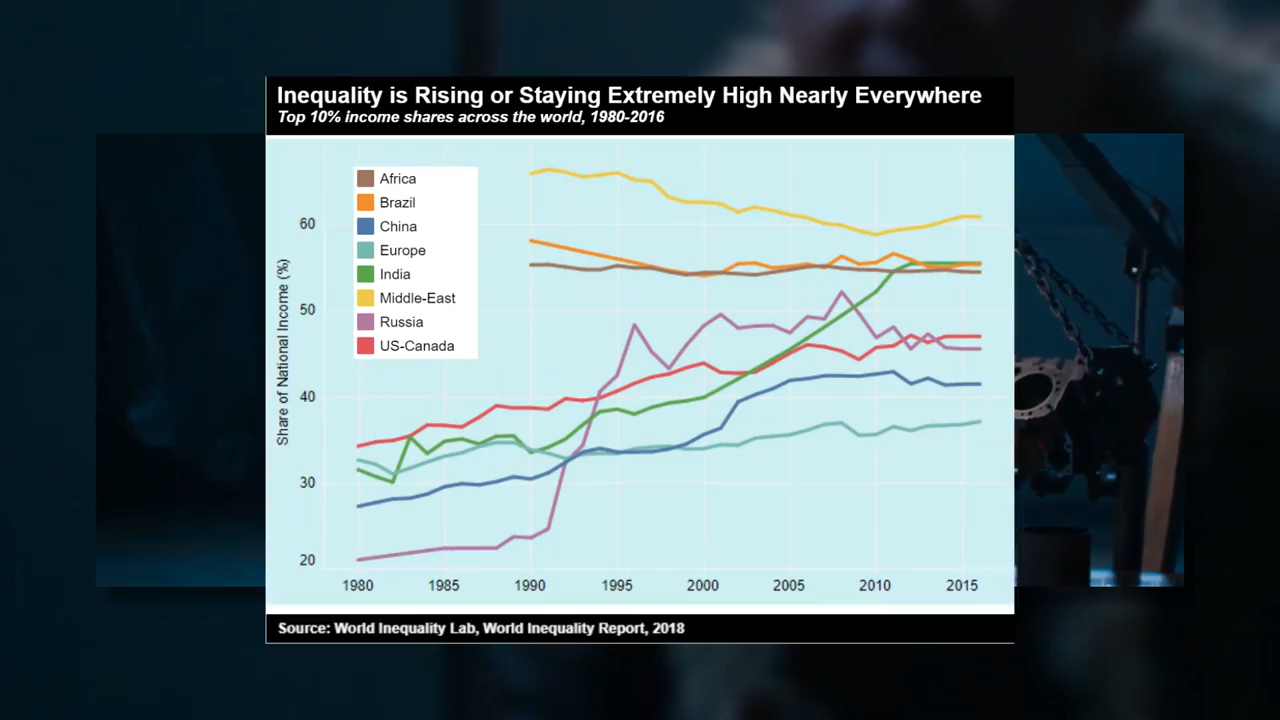 Inequality is Rising or Staying Extremely High Nearly Everywhere
Top 10% income shares across the world, 1980-2016
Africa
Brazil
China
Europe
India
Middle-East
Russia
US-Canada
Share of National Income (%)
60
50
40
30
20
1980 1985 1990 1995 2000 2005 2010 2015
Source: World Inequality Lab, World Inequality Report, 2018